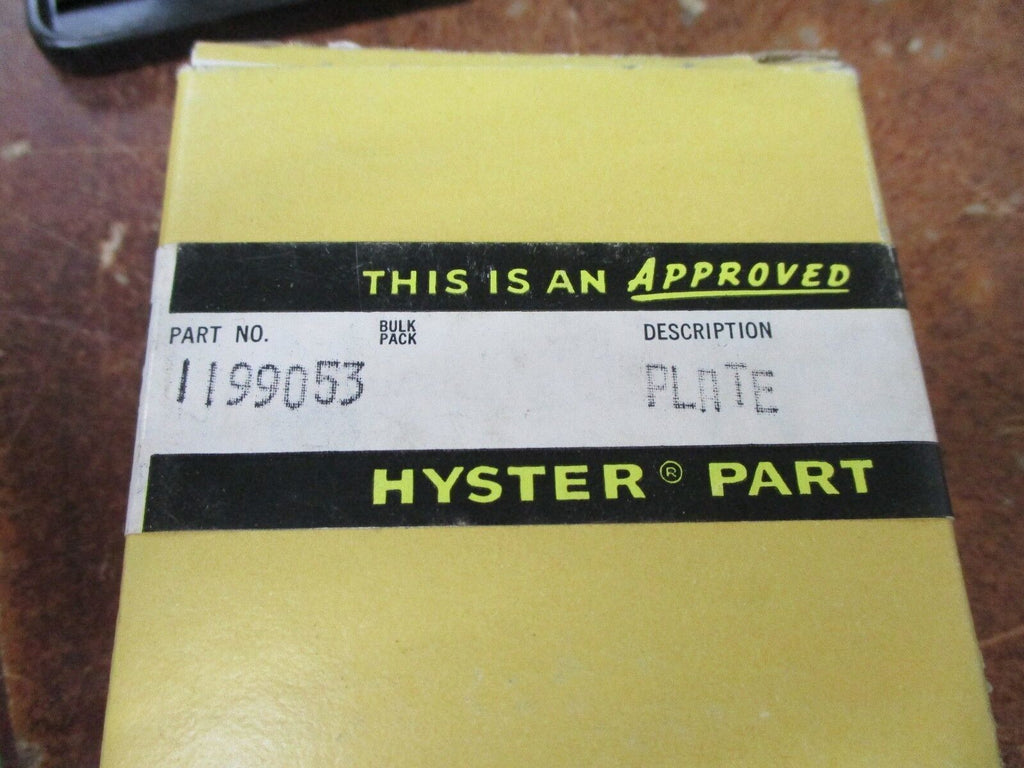 THIS IS AN APPROVED
PART NO. BULK PACK DESCRIPTION
1199053 PLATE
HYSTER® PART